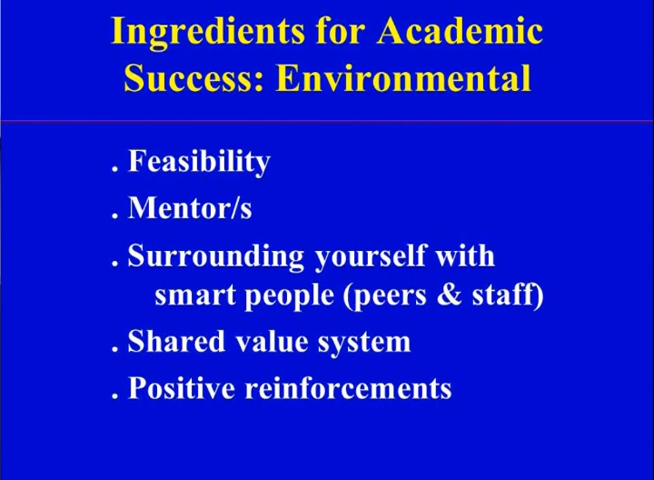 Ingredients for Academic
Success: Environmental
. Feasibility
. Mentor/s
. Surrounding yourself with
smart people (peers & staff)
. Shared value system
. Positive reinforcements